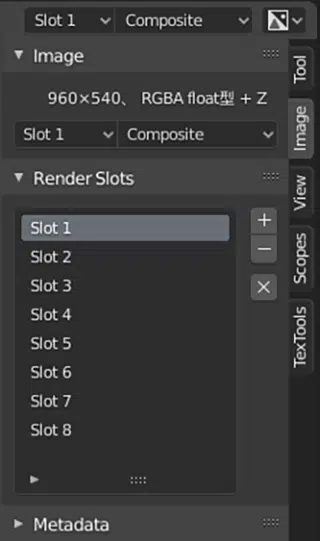 Slot 1 Composite
Image
960×540、 RGBA float型 + Z
Slot 1 Composite
Render Slots
Slot 1
Slot 2
Slot 3
Slot 4
Slot 5
Slot 6
Slot 7
Slot 8
Metadata
Tool
Image
View
Scopes
TexTools